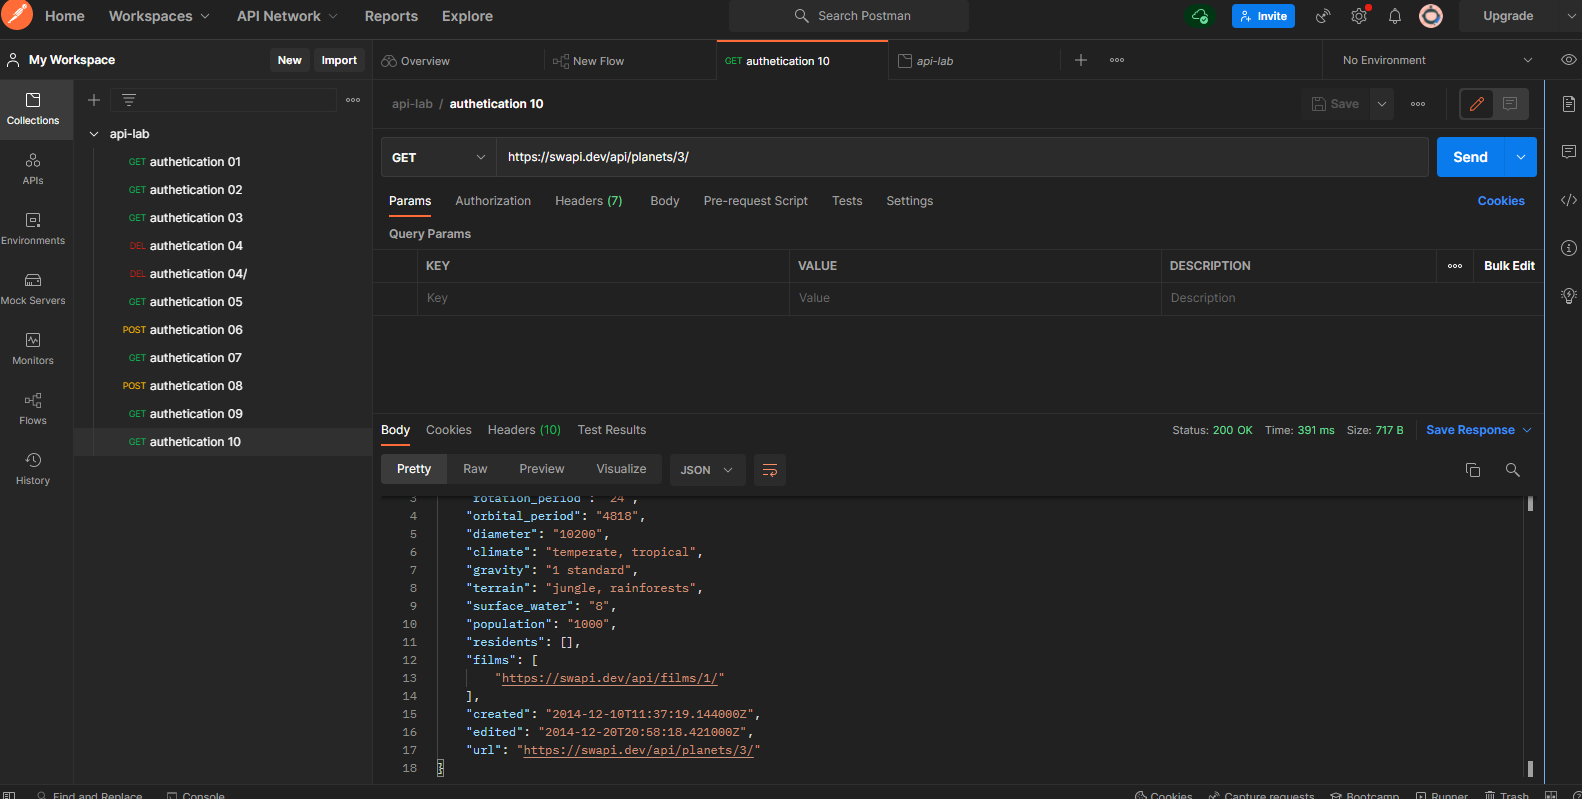 Home Workspaces API Network Reports Explore Search Postman Invite Upgrade
My Workspace New Import Overview New Flow GET authetication 10 api-lab No Environment
Collections
APIs
Environments
Mock Servers
Monitors
Flows
History
api-lab
GET authetication 01
GET authetication 02
GET authetication 03
DEL authetication 04
DEL authetication 04/
GET authetication 05
POST authetication 06
GET authetication 07
POST authetication 08
GET authetication 09
GET authetication 10
api-lab / authetication 10 Save
GET https://swapi.dev/api/planets/3/ Send
Params Authorization Headers (7) Body Pre-request Script Tests Settings Cookies
Query Params
KEY VALUE DESCRIPTION Bulk Edit
Key Value Description
Body Cookies Headers (10) Test Results Status: 200 OK Time: 391 ms Size: 717 B Save Response
Pretty Raw Preview Visualize JSON
3 "rotation_period": "24",
4 "orbital_period": "4818",
5 "diameter": "10200",
6 "climate": "temperate, tropical",
7 "gravity": "1 standard",
8 "terrain": "jungle, rainforests",
9 "surface_water": "8",
10 "population": "1000",
11 "residents": [],
12 "films": [
13 "https://swapi.dev/api/films/1/"
14 ],
15 "created": "2014-12-10T11:37:19.144000Z",
16 "edited": "2014-12-20T20:58:18.421000Z",
17 "url": "https://swapi.dev/api/planets/3/"
18 }
Find and Replace Console Cookies Capture requests Bootcamp Runner Trash